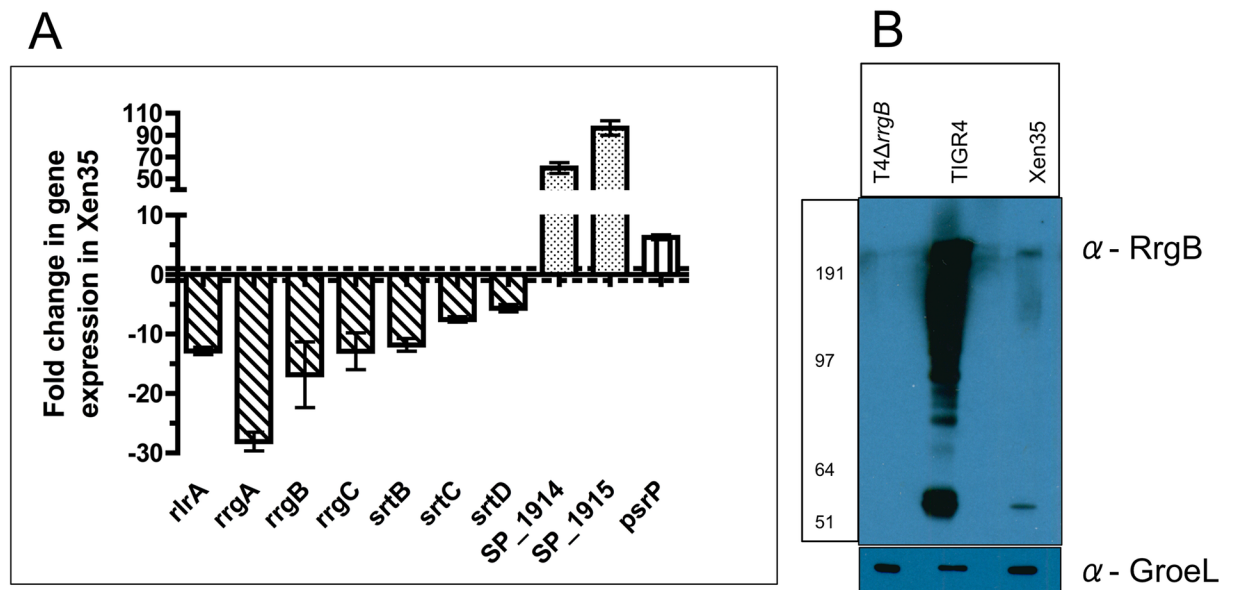 A
B
Fold change in gene
expression in Xen35
110
90
70
50
10
0
-10
-20
-30
rlrA
rrgA
rrgB
rrgC
srtB
srtC
srtD
SP_1914
SP_1915
psrP
T4ΔrrgB
TIGR4
Xen35
191
97
64
51
α - RrgB
α - GroeL